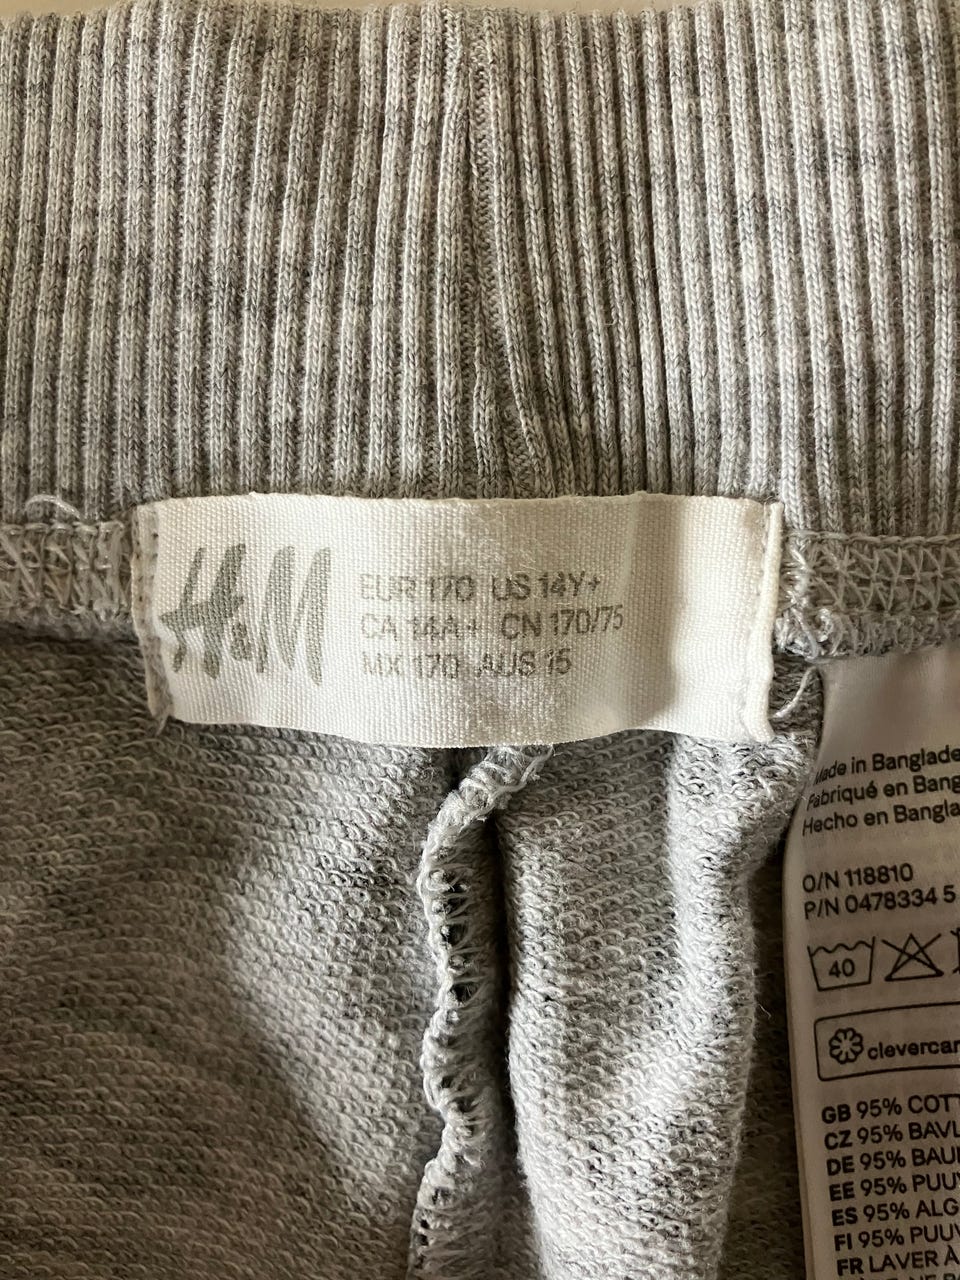 H&M
EUR 170 US 14Y+
CA 14A+ CN 170/75
MX 170 AUS 15
Made in Banglade
Fabriqué en Bang
Hecho en Bangla
O/N 118810
P/N 0478334 5
40
clevercar
GB 95% COTT
CZ 95% BAVL
DE 95% BAU
EE 95% PUU
ES 95% ALG
FI 95% PUUV
FR LAVER À